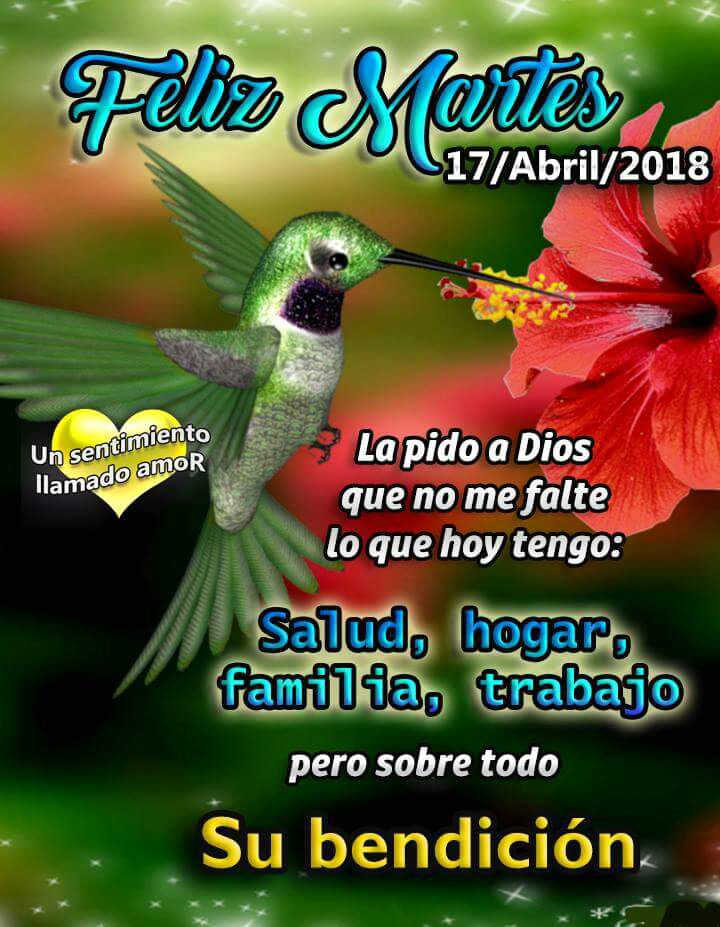 Feliz Martes
17/Abril/2018
Un sentimiento
llamado amoR
La pido a Dios
que no me falte
lo que hoy tengo:
Salud, hogar,
familia, trabajo
pero sobre todo
Su bendición